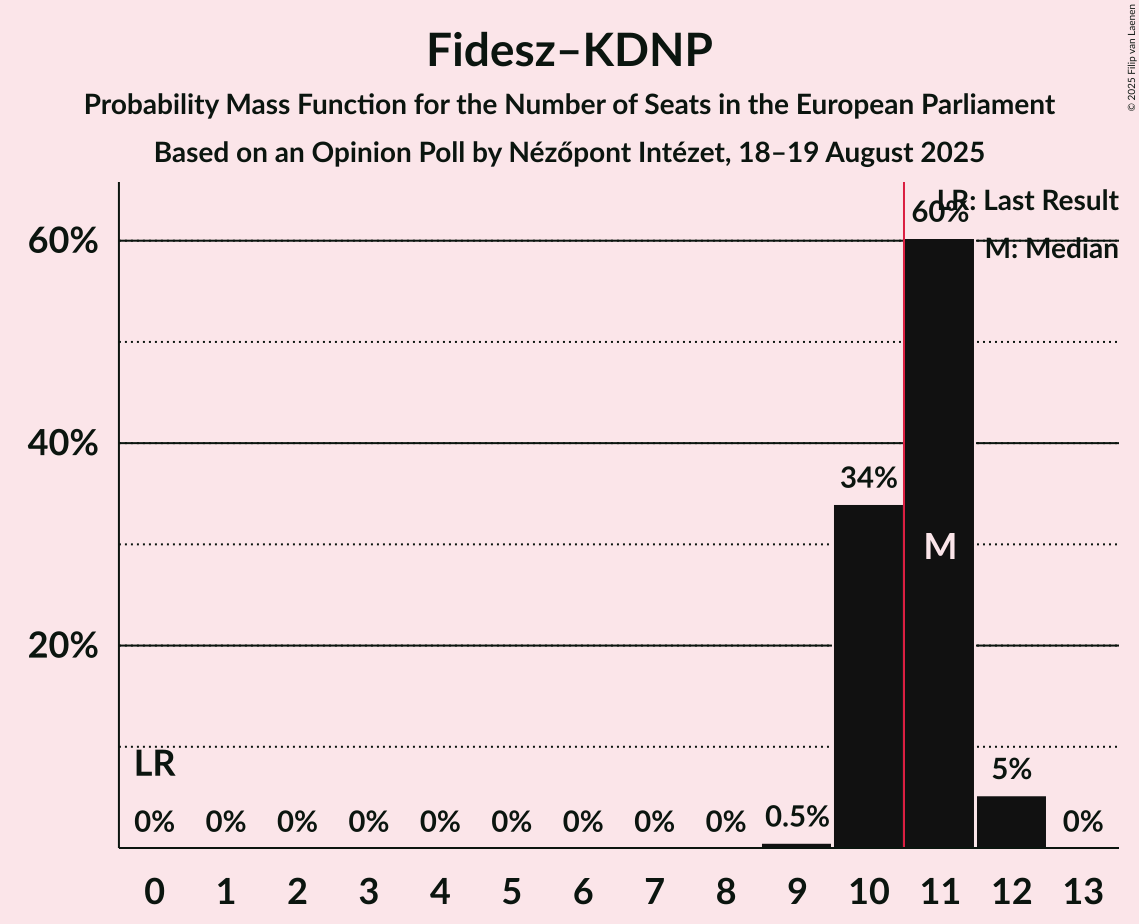 Fidesz–KDNP
Probability Mass Function for the Number of Seats in the European Parliament
Based on an Opinion Poll by Nézőpont Intézet, 18–19 August 2025
© 2025 Filip van Laenen
LR: Last Result
M: Median
60%
40%
20%
60%
34%
M
LR
5%
0% 0% 0% 0% 0% 0% 0% 0% 0% 0.5% 0%
0 1 2 3 4 5 6 7 8 9 10 11 12 13